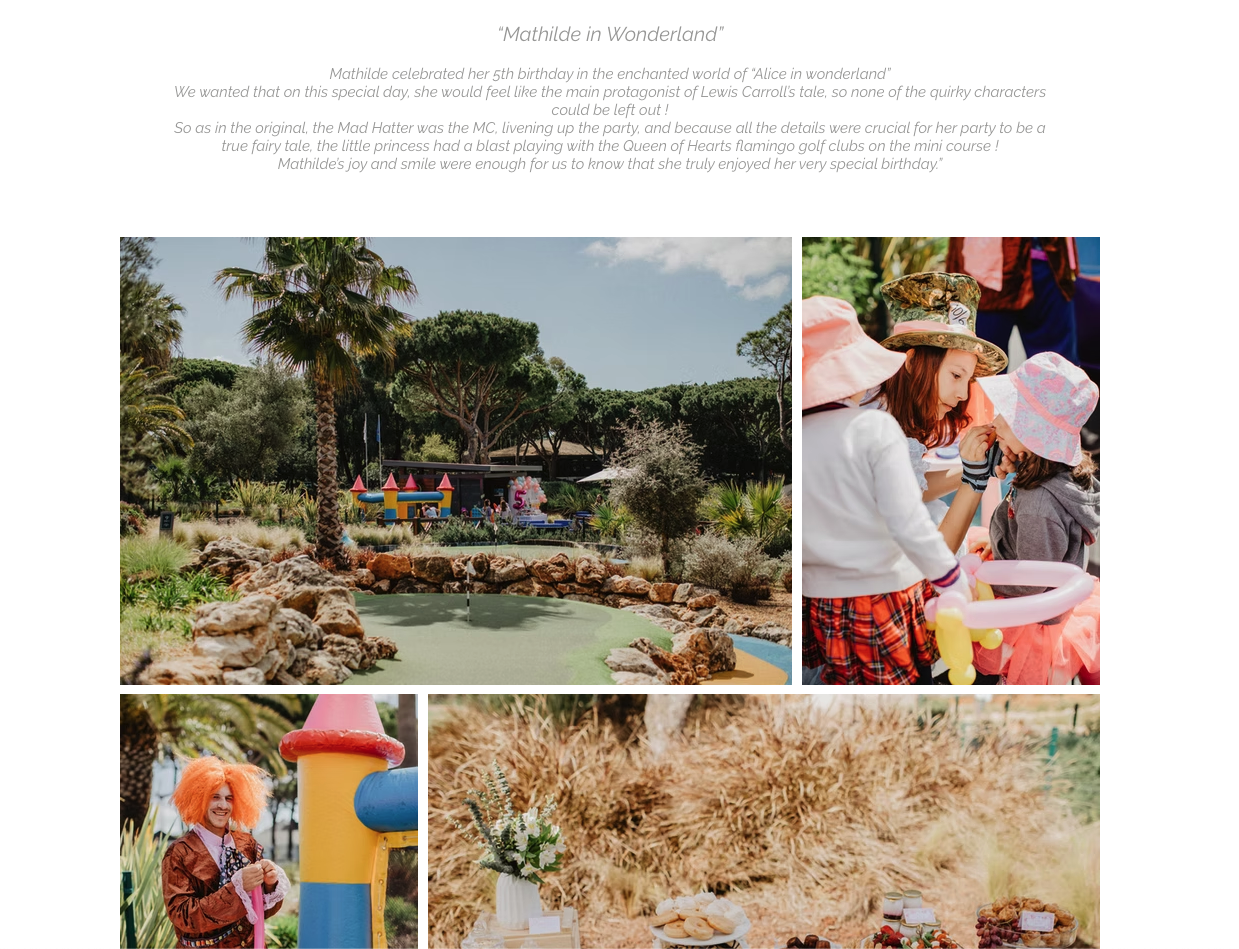 “Mathilde in Wonderland”
Mathilde celebrated her 5th birthday in the enchanted world of “Alice in wonderland”
We wanted that on this special day, she would feel like the main protagonist of Lewis Carroll’s tale, so none of the quirky characters
could be left out !
So as in the original, the Mad Hatter was the MC, livening up the party, and because all the details were crucial for her party to be a
true fairy tale, the little princess had a blast playing with the Queen of Hearts flamingo golf clubs on the mini course !
Mathilde’s joy and smile were enough for us to know that she truly enjoyed her very special birthday.”
5
10/6